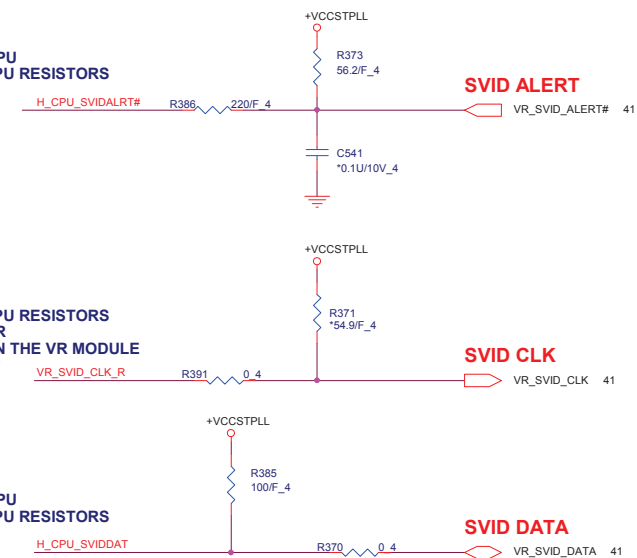 +VCCSTPLL
R373
56.2/F_4
PU
PU RESISTORS
SVID ALERT
H_CPU_SVIDALRT#
R386
220/F_4
VR_SVID_ALERT# 41
C541
*0.1U/10V_4
+VCCSTPLL
R371
*54.9/F_4
PU RESISTORS
R
N THE VR MODULE
SVID CLK
VR_SVID_CLK_R
R391
0_4
VR_SVID_CLK 41
+VCCSTPLL
R385
100/F_4
PU
PU RESISTORS
SVID DATA
H_CPU_SVIDDAT
R370
0_4
VR_SVID_DATA 41